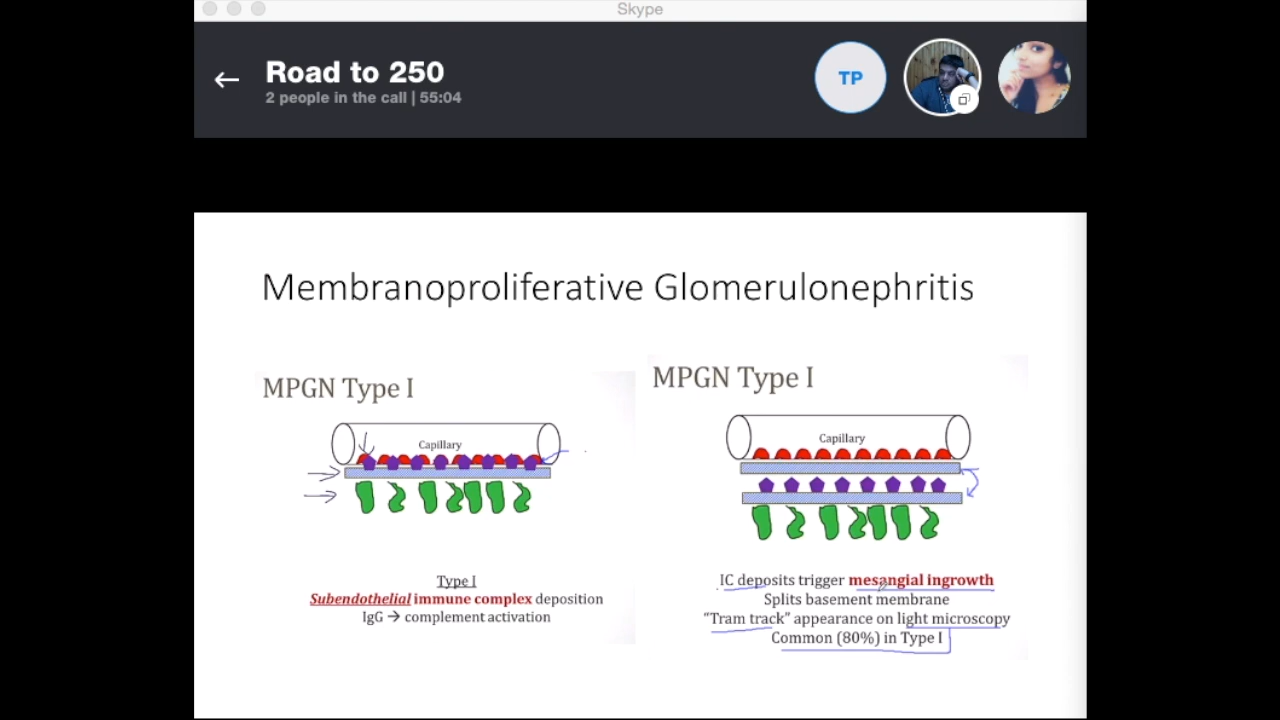 Skype
Road to 250
2 people in the call | 55:04
TP
Membranoproliferative Glomerulonephritis
MPGN Type I
Capillary
Type I
Subendothelial immune complex deposition
IgG → complement activation
MPGN Type I
Capillary
IC deposits trigger mesangial ingrowth
Splits basement membrane
“Tram track” appearance on light microscopy
Common (80%) in Type I